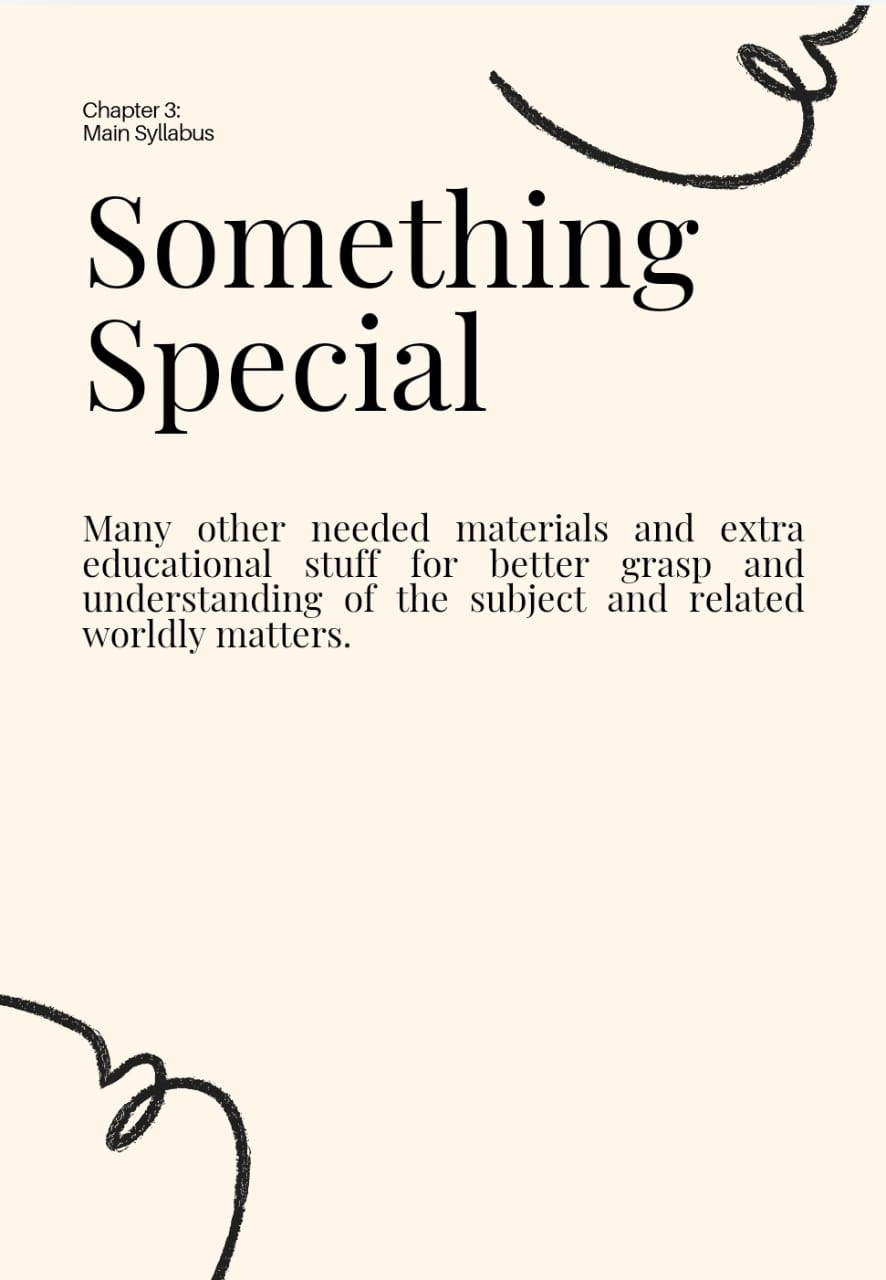 Chapter 3:
Main Syllabus
Something
Special
Many other needed materials and extra
educational stuff for better grasp and
understanding of the subject and related
worldly matters.